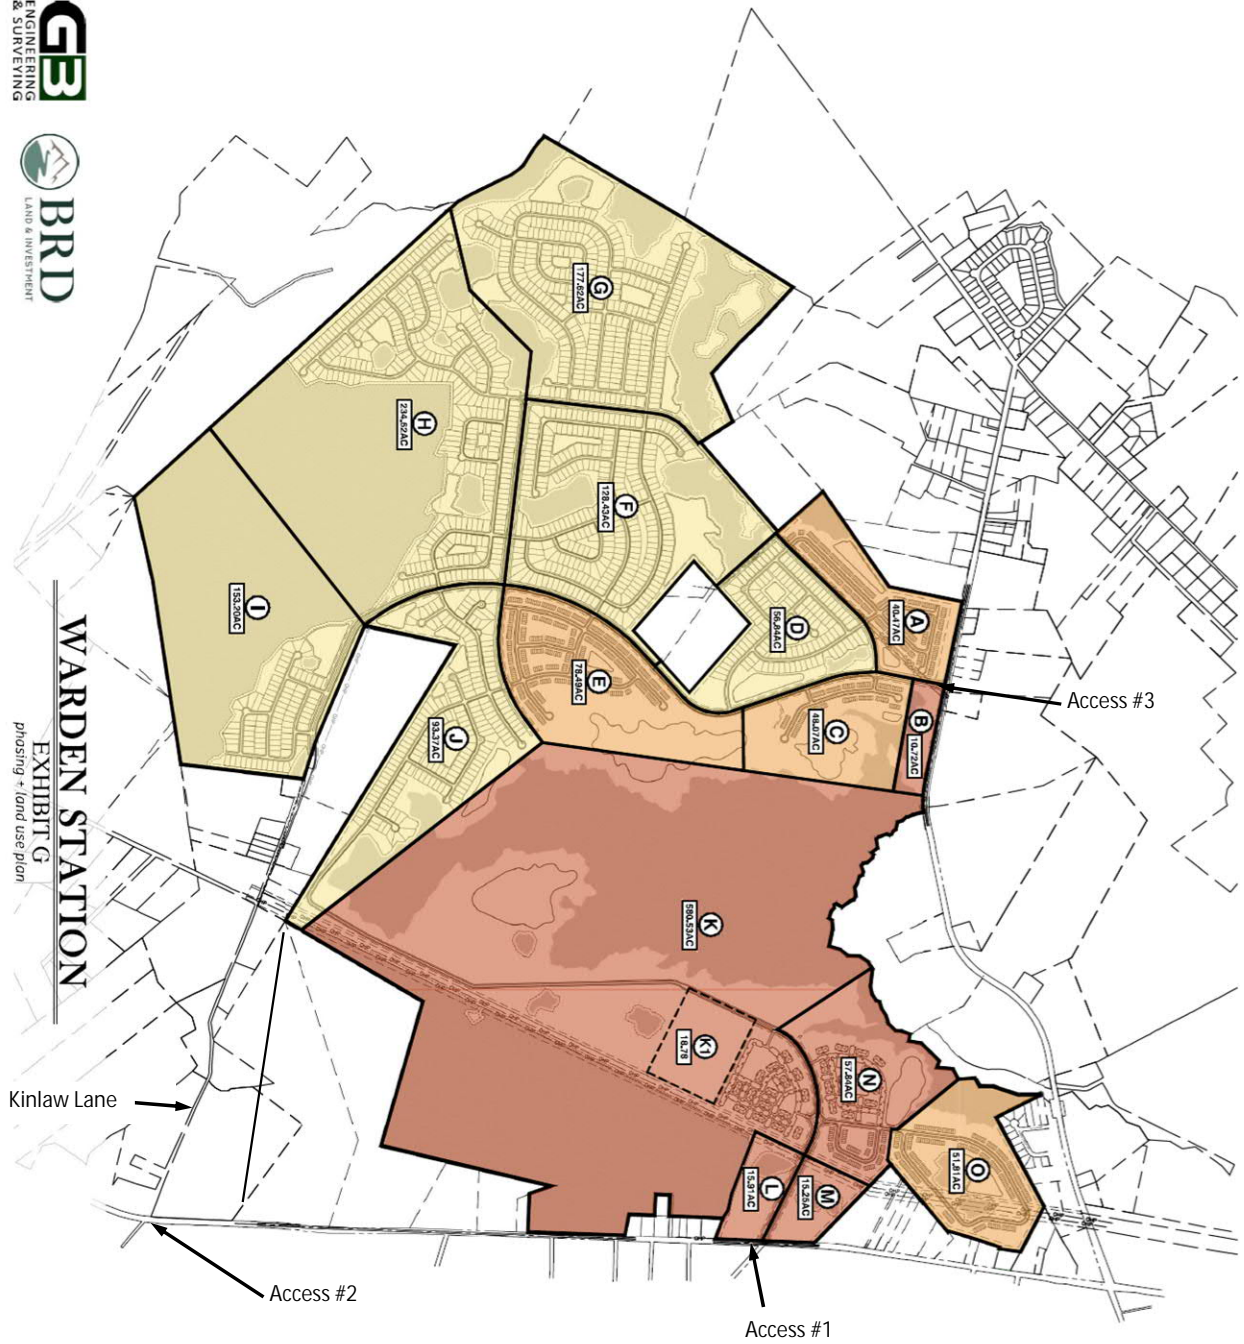 GB
ENGINEERING
& SURVEYING
BRD
LAND & INVESTMENT
WARDEN STATION
EXHIBIT G
phasing + land use plan
G
177.62AC
H
234.62AC
F
128.43AC
I
153.20AC
A
40.47AC
D
56.84AC
E
78.49AC
B
10.72AC
C
48.07AC
J
93.37AC
K
580.53AC
K1
18.78
N
57.84AC
O
51.81AC
L
15.91AC
M
15.25AC
Access #3
Kinlaw Lane
Access #2
Access #1